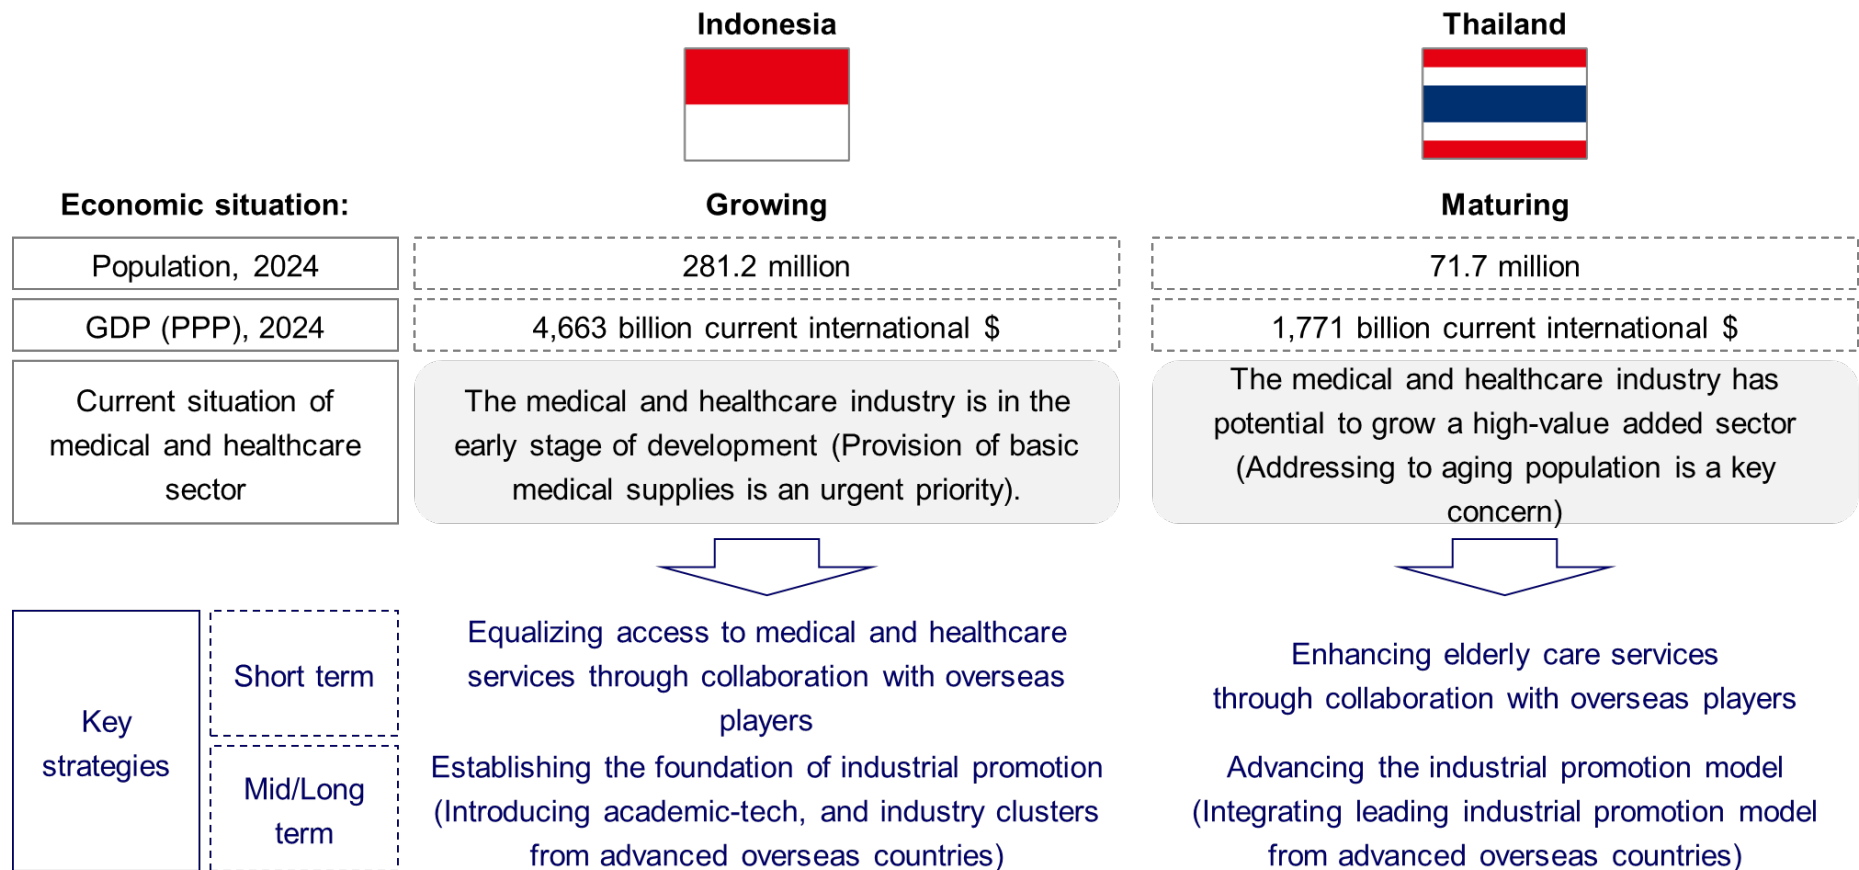 Indonesia
Thailand
Economic situation:
Growing
Maturing
Population, 2024
281.2 million
71.7 million
GDP (PPP), 2024
4,663 billion current international $
1,771 billion current international $
Current situation of
medical and healthcare
sector
The medical and healthcare industry is in the
early stage of development (Provision of basic
medical supplies is an urgent priority).
The medical and healthcare industry has
potential to grow a high-value added sector
(Addressing to aging population is a key
concern)
Key
strategies
Short term
Equalizing access to medical and healthcare
services through collaboration with overseas
players
Enhancing elderly care services
through collaboration with overseas players
Mid/Long
term
Establishing the foundation of industrial promotion
(Introducing academic-tech, and industry clusters
from advanced overseas countries)
Advancing the industrial promotion model
(Integrating leading industrial promotion model
from advanced overseas countries)